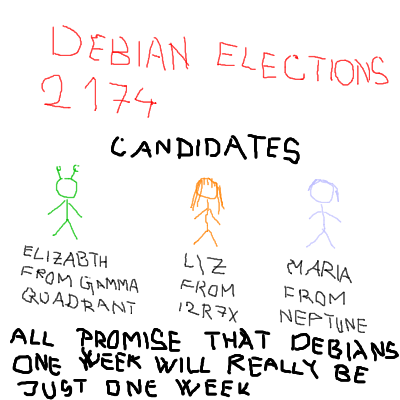 DEBIAN ELECTIONS
2174
CANDIDATES
ELIZABTH
FROM GAMMA
QUADRANT
LIZ
FROM
12R7X
MARIA
FROM
NEPTUNE
ALL PROMISE THAT DEBIANS
ONE WEEK WILL REALLY BE
JUST ONE WEEK